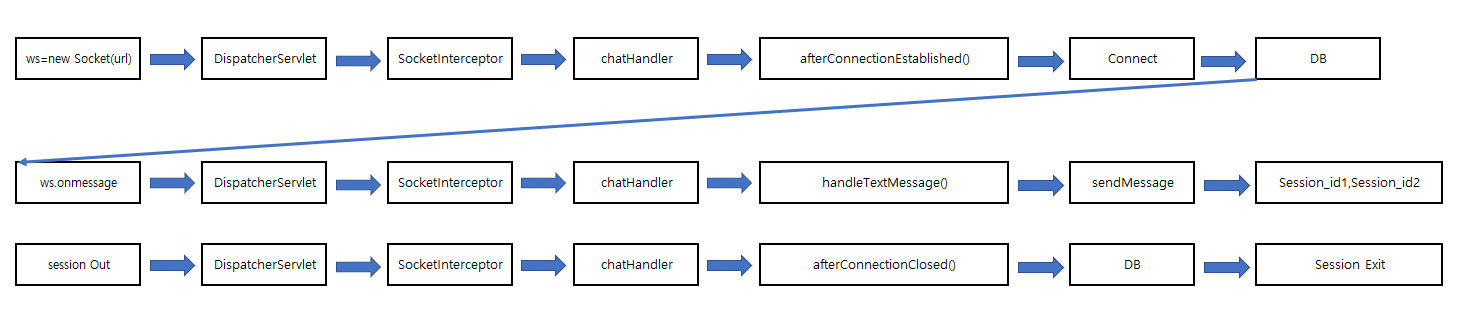 ws=new Socket(url)
DispatcherServlet
SocketInterceptor
chatHandler
afterConnectionEstablished()
Connect
DB
ws.onmessage
DispatcherServlet
SocketInterceptor
chatHandler
handleTextMessage()
sendMessage
Session_id1,Session_id2
session Out
DispatcherServlet
SocketInterceptor
chatHandler
afterConnectionClosed()
DB
Session Exit